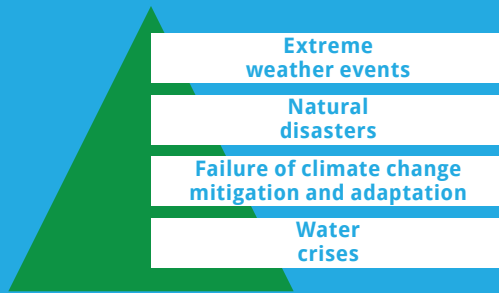 Extreme
weather events
Natural
disasters
Failure of climate change
mitigation and adaptation
Water
crises